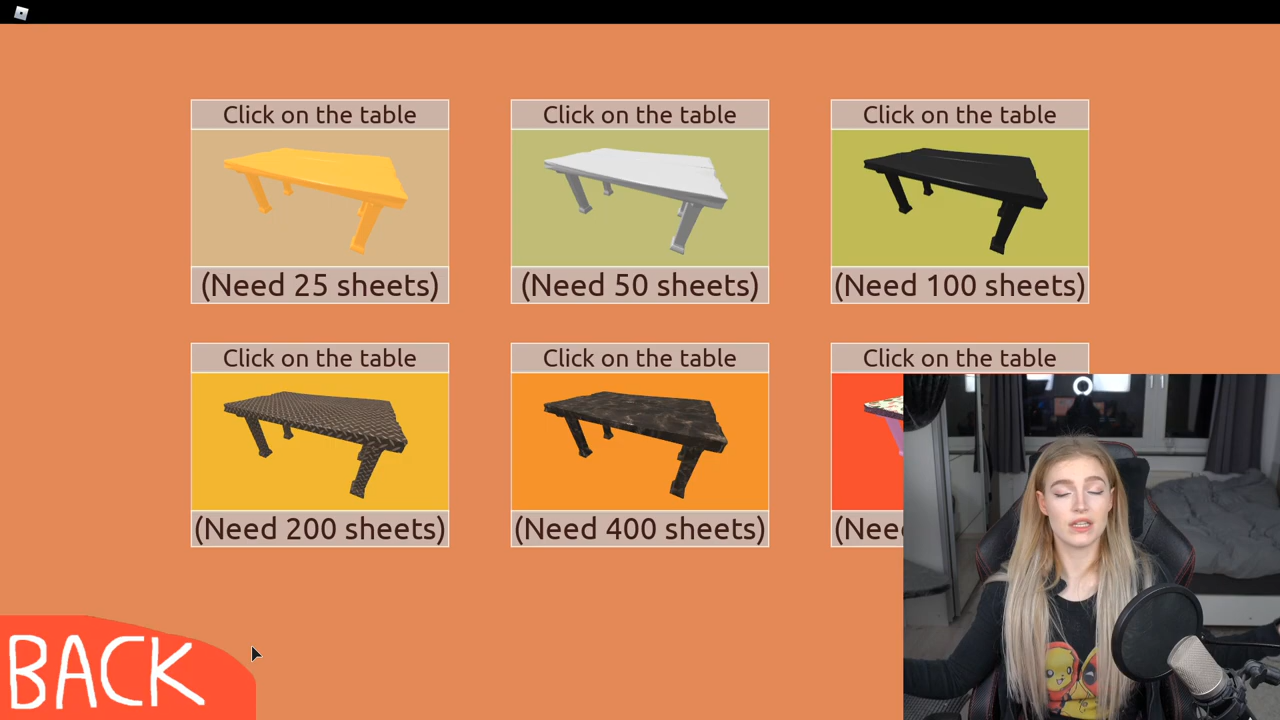 Click on the table
Click on the table
Click on the table
(Need 25 sheets)
(Need 50 sheets)
(Need 100 sheets)
Click on the table
Click on the table
Click on the table
(Need 200 sheets)
(Need 400 sheets)
BACK